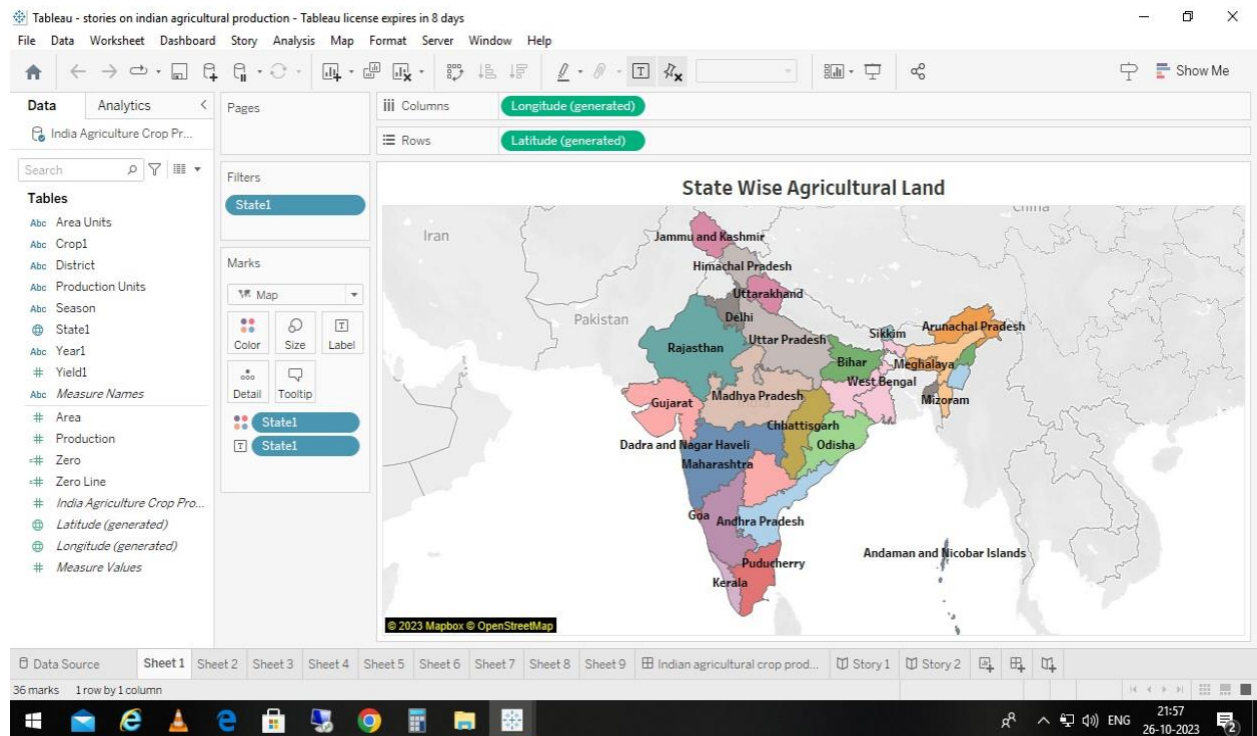 Tableau - stories on indian agricultural production - Tableau license expires in 8 days
File Data Worksheet Dashboard Story Analysis Map Format Server Window Help
Show Me
Data Analytics
India Agriculture Crop Pr...
Search
Tables
Abc Area Units
Abc Crop1
Abc District
Abc Production Units
Abc Season
State1
Abc Year1
# Yield1
Abc Measure Names
# Area
# Production
=# Zero
=# Zero Line
# India Agriculture Crop Pro...
Latitude (generated)
Longitude (generated)
# Measure Values
Pages
Filters
State1
Marks
Map
Color Size Label
Detail Tooltip
State1
State1
Columns Longitude (generated)
Rows Latitude (generated)
State Wise Agricultural Land
China
Iran
Jammu and Kashmir
Himachal Pradesh
Uttarakhand
Pakistan
Delhi
Sikkim Arunachal Pradesh
Rajasthan Uttar Pradesh
Bihar Meghalaya
West Bengal
Gujarat Madhya Pradesh
Mizoram
Chhattisgarh
Dadra and Nagar Haveli Odisha
Maharashtra
Goa Andhra Pradesh
Andaman and Nicobar Islands
Puducherry
Kerala
© 2023 Mapbox © OpenStreetMap
Data Source Sheet 1 Sheet 2 Sheet 3 Sheet 4 Sheet 5 Sheet 6 Sheet 7 Sheet 8 Sheet 9 Indian agricultural crop prod... Story 1 Story 2
36 marks 1 row by 1 column
ENG 21:57
26-10-2023
2